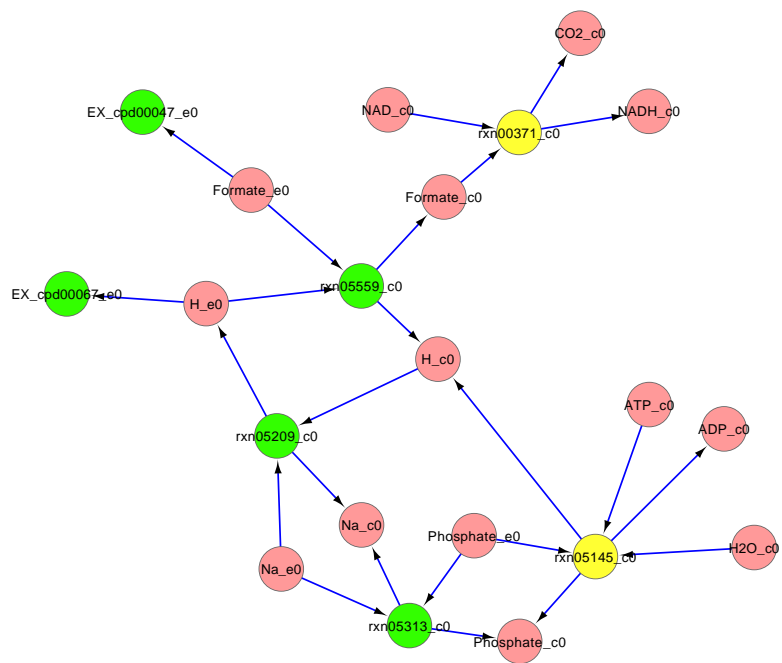 CO2_c0
EX_cpd00047_e0
NAD_c0
NADH_c0
rxn00371_c0
Formate_e0
Formate_c0
rxn05559_c0
EX_cpd00067_e0
H_e0
H_c0
ATP_c0
ADP_c0
rxn05209_c0
Na_c0
Phosphate_e0
H2O_c0
rxn05145_c0
Na_e0
rxn05313_c0
Phosphate_c0